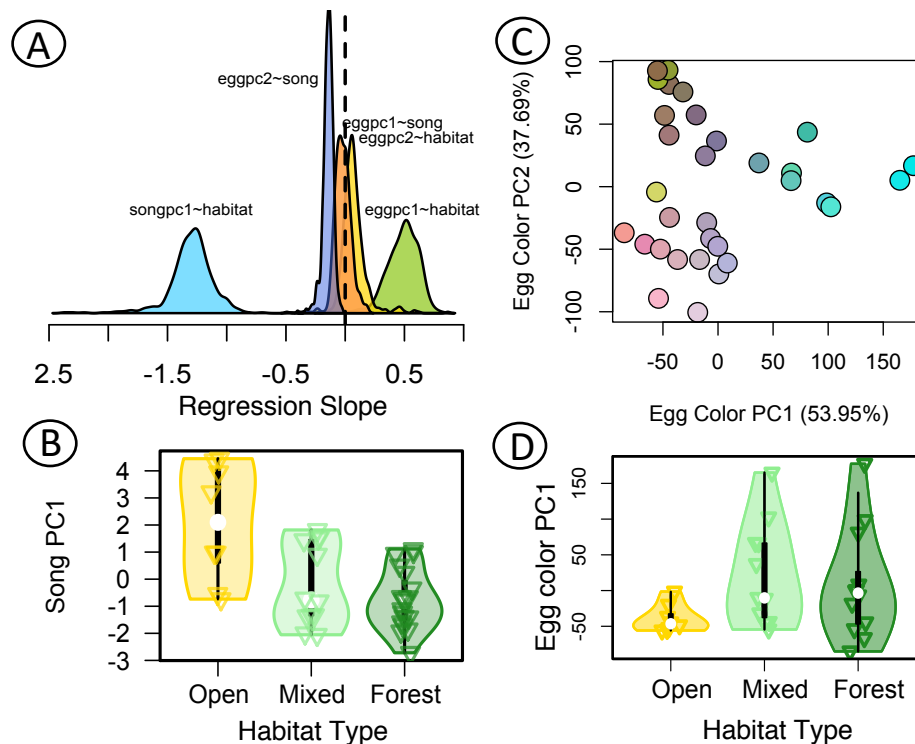 A
eggpc2~song
eggpc1~song
eggpc2~habitat
songpc1~habitat
eggpc1~habitat
2.5 -1.5 -0.5 0.5
Regression Slope
C
Egg Color PC2 (37.69%)
100
50
0
-50
-100
-50 0 50 100 150
Egg Color PC1 (53.95%)
B
Song PC1
4
3
2
1
0
-1
-2
-3
Open Mixed Forest
Habitat Type
D
Egg color PC1
150
50
-50
Open Mixed Forest
Habitat Type